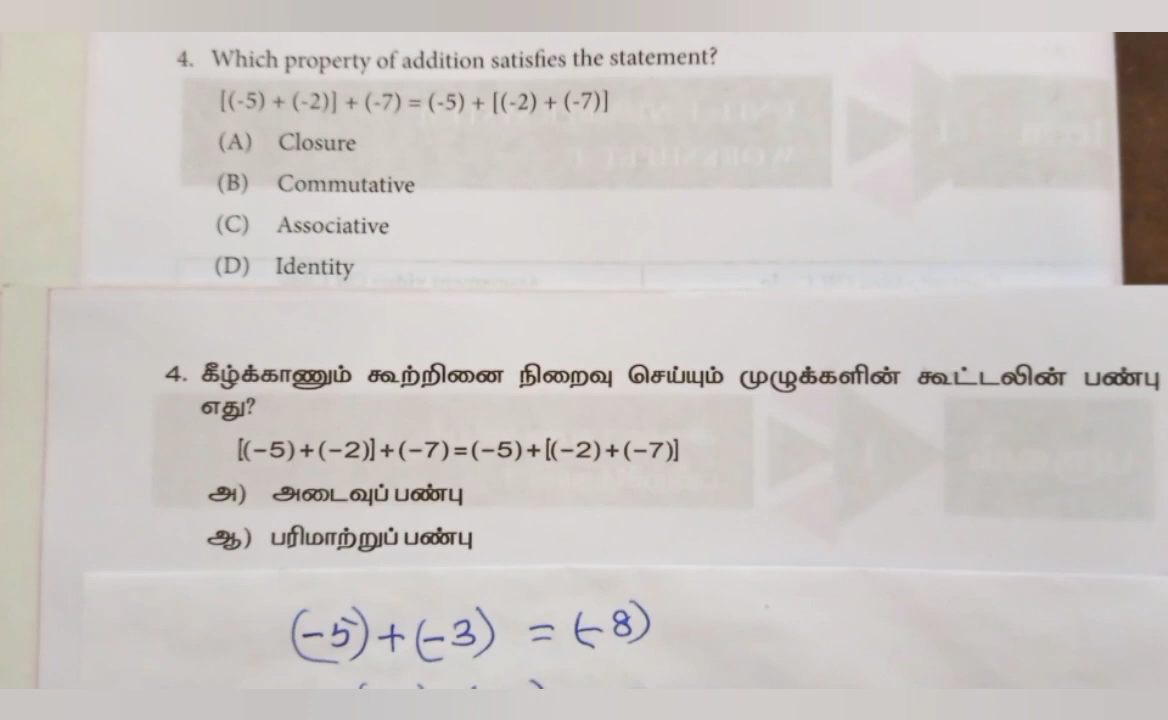 4. Which property of addition satisfies the statement?
[(-5) + (-2)] + (-7) = (-5) + [(-2) + (-7)]
(A) Closure
(B) Commutative
(C) Associative
(D) Identity
4. கீழ்க்காணும் கூற்றினை நிறைவு செய்யும் முழுக்களின் கூட்டலின் பண்பு
எது?
[(−5)+(−2)]+(−7)=(−5)+[(−2)+(−7)]
அ) அடைவுப் பண்பு
ஆ) பரிமாற்றுப் பண்பு
(-5)+(-3) = (-8)